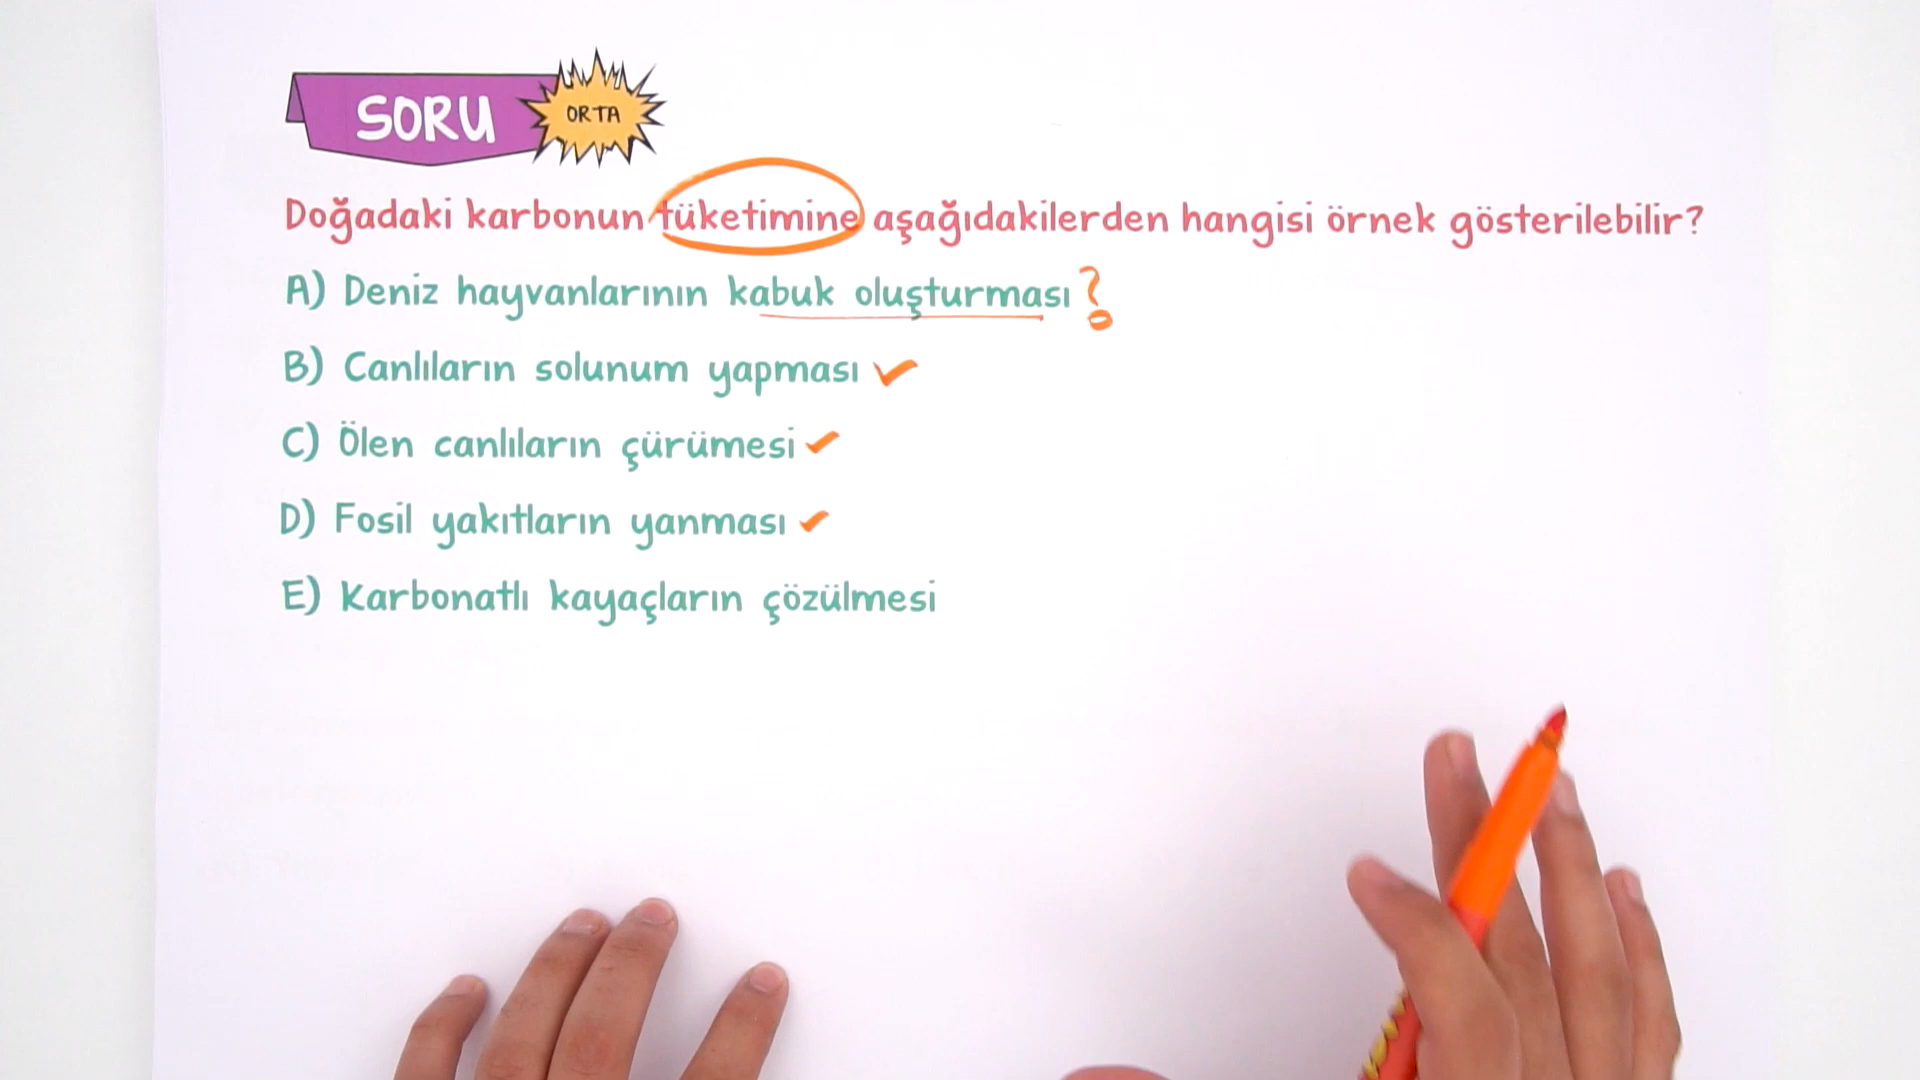 SORU
ORTA
Doğadaki karbonun tüketimine aşağıdakilerden hangisi örnek gösterilebilir?
A) Deniz hayvanlarının kabuk oluşturması ?
B) Canlıların solunum yapması
C) Ölen canlıların çürümesi
D) Fosil yakıtların yanması
E) Karbonatlı kayaçların çözülmesi